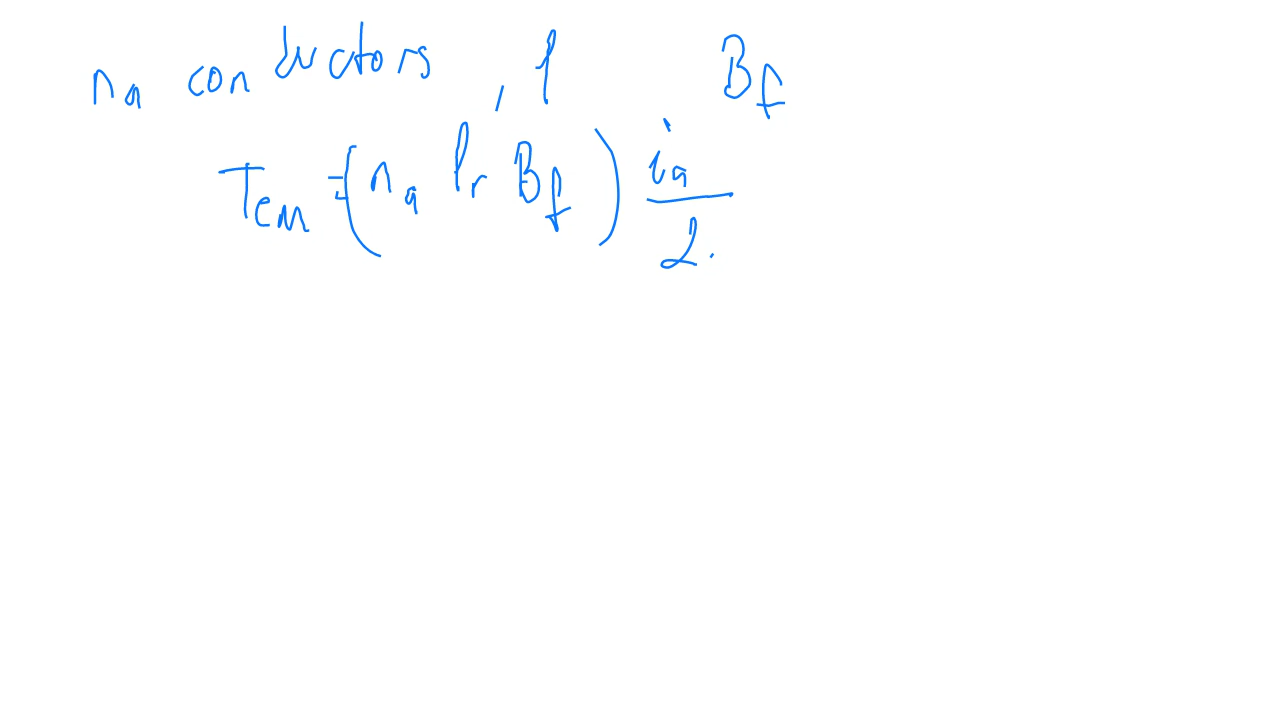 na conductors , l Bf
Tem = (na lr Bf) ia/2.